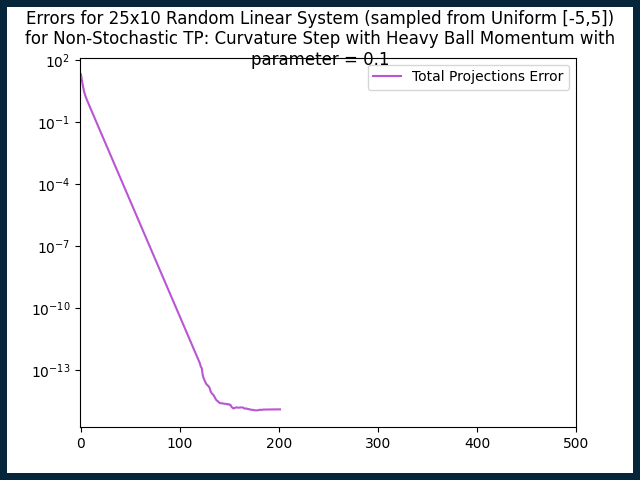 Errors for 25x10 Random Linear System (sampled from Uniform [-5,5])
for Non-Stochastic TP: Curvature Step with Heavy Ball Momentum with
parameter = 0.1
Total Projections Error
10²
10⁻¹
10⁻⁴
10⁻⁷
10⁻¹⁰
10⁻¹³
0 100 200 300 400 500